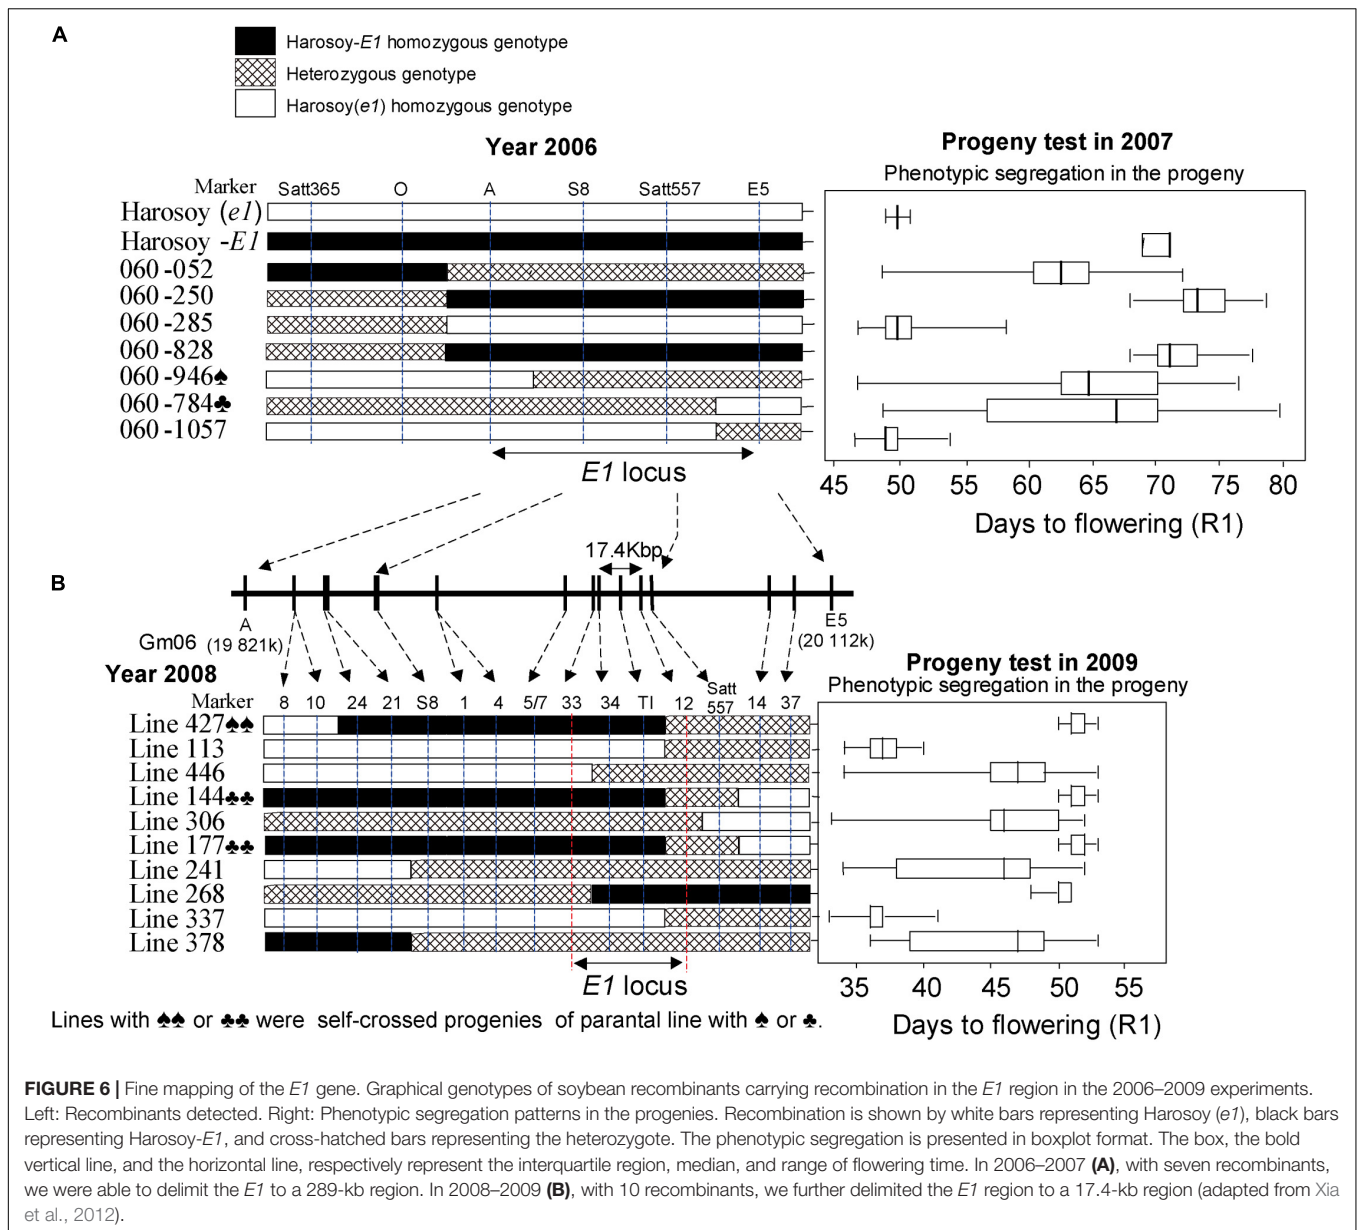 A
Harosoy-E1 homozygous genotype
Heterozygous genotype
Harosoy(e1) homozygous genotype
Year 2006
Progeny test in 2007
Phenotypic segregation in the progeny
Marker Satt365 O A S8 Satt557 E5
Harosoy (e1)
Harosoy -E1
060 -052
060 -250
060 -285
060 -828
060 -946♠
060 -784♣
060 -1057
E1 locus
45 50 55 60 65 70 75 80
Days to flowering (R1)
17.4Kbp
B
A E5
Gm06 (19 821k) (20 112k)
Year 2008
Progeny test in 2009
Phenotypic segregation in the progeny
Marker 8 10 24 21 S8 1 4 5/7 33 34 TI 12 Satt 557 14 37
Line 427♠♠
Line 113
Line 446
Line 144♣♣
Line 306
Line 177♣♣
Line 241
Line 268
Line 337
Line 378
E1 locus
35 40 45 50 55
Days to flowering (R1)
Lines with ♠♠ or ♣♣ were self-crossed progenies of parantal line with ♠ or ♣.
FIGURE 6 | Fine mapping of the E1 gene. Graphical genotypes of soybean recombinants carrying recombination in the E1 region in the 2006–2009 experiments.
Left: Recombinants detected. Right: Phenotypic segregation patterns in the progenies. Recombination is shown by white bars representing Harosoy (e1), black bars
representing Harosoy-E1, and cross-hatched bars representing the heterozygote. The phenotypic segregation is presented in boxplot format. The box, the bold
vertical line, and the horizontal line, respectively represent the interquartile region, median, and range of flowering time. In 2006–2007 (A), with seven recombinants,
we were able to delimit the E1 to a 289-kb region. In 2008–2009 (B), with 10 recombinants, we further delimited the E1 region to a 17.4-kb region (adapted from Xia
et al., 2012).